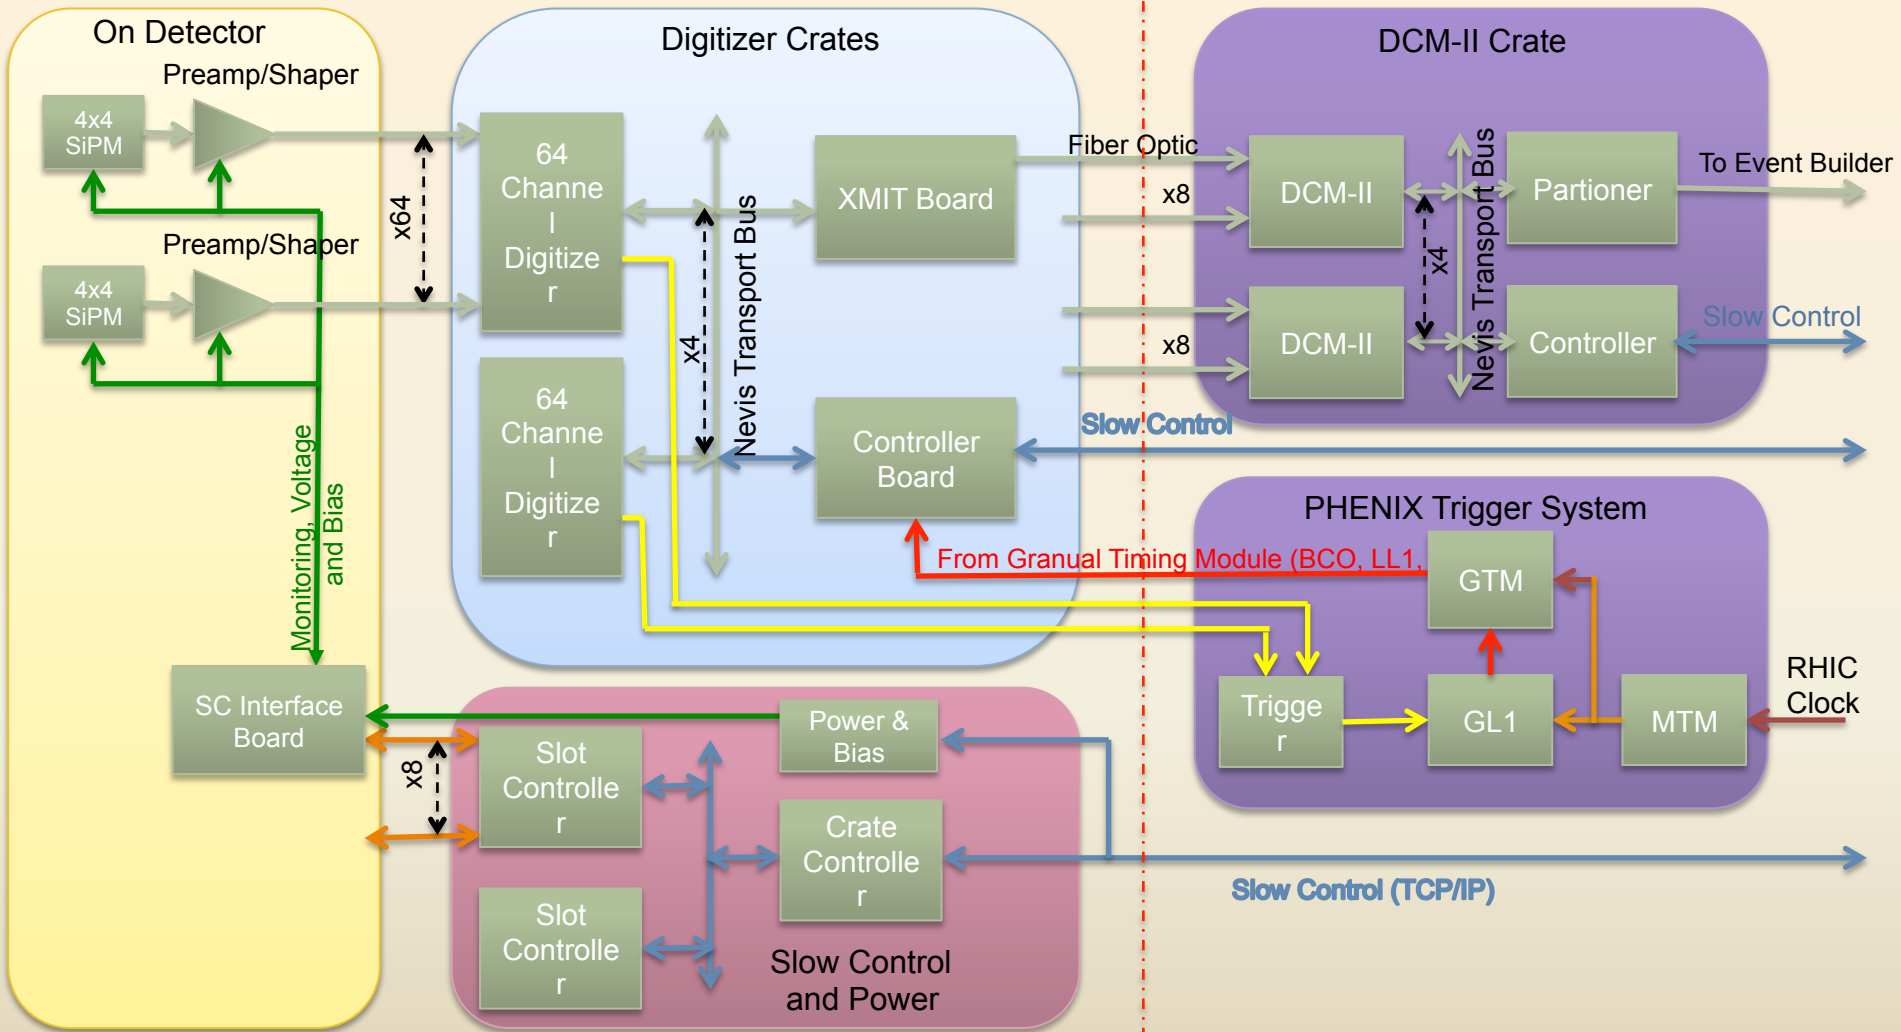 On Detector
Preamp/Shaper
4x4
SiPM
x64
Preamp/Shaper
4x4
SiPM
Monitoring, Voltage
and Bias
SC Interface
Board
x8
Digitizer Crates
64
Channe
l
Digitize
r
64
Channe
l
Digitize
r
x4
Nevis Transport Bus
XMIT Board
Controller
Board
Fiber Optic
x8
x8
DCM-II Crate
DCM-II
DCM-II
x4
Nevis Transport Bus
Partioner
Controller
To Event Builder
Slow Control
Slow Control
PHENIX Trigger System
From Granual Timing Module (BCO, LL1,
GTM
Trigge
r
GL1
MTM
RHIC
Clock
Power &
Bias
Slot
Controlle
r
Crate
Controlle
r
Slot
Controlle
r
Slow Control
and Power
Slow Control (TCP/IP)